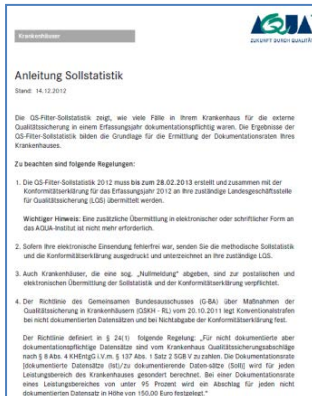 Krankenhäuser
AQUA
ZUKUNFT DURCH QUALITÄT
Anleitung Sollstatistik
Stand: 14.12.2012
Die QS-Filter-Sollstatistik zeigt, wie viele Fälle in Ihrem Krankenhaus für die externe
Qualitätssicherung in einem Erfassungsjahr dokumentationspflichtig waren. Die Ergebnisse der
QS-Filter-Sollstatistik bilden die Grundlage für die Ermittlung der Dokumentationsraten Ihres
Krankenhauses.
Zu beachten sind folgende Regelungen:
1. Die QS-Filter-Sollstatistik 2012 muss bis zum 28.02.2013 erstellt und zusammen mit der
Konformitätserklärung für das Erfassungsjahr 2012 an Ihre zuständige Landesgeschäftsstelle
für Qualitätssicherung (LQS) übermittelt werden.
Wichtiger Hinweis: Eine zusätzliche Übermittlung in elektronischer oder schriftlicher Form an
das AQUA-Institut ist nicht mehr erforderlich.
2. Sofern Ihre elektronische Einsendung fehlerfrei war, senden Sie die methodische Sollstatistik
und die Konformitätserklärung ausgedruckt und unterzeichnet an Ihre zuständige LQS.
3. Auch Krankenhäuser, die eine sog. „Nullmeldung" abgeben, sind zur postalischen und
elektronischen Übermittlung der Sollstatistik und der Konformitätserklärung verpflichtet.
4. Der Richtlinie des Gemeinsamen Bundesausschusses (G-BA) über Maßnahmen der
Qualitätssicherung in Krankenhäusern (QSKH - RL) vom 20.10.2011 legt Konventionalstrafen
bei nicht dokumentierten Datensätzen und bei Nichtabgabe der Konformitätserklärung fest.
Der Richtlinie definiert in § 24(1) folgende Regelung: „Für nicht dokumentierte aber
dokumentationspflichtige Datensätze sind vom Krankenhaus Qualitätssicherungsabschläge
nach § 8 Abs. 4 KHEntgG i.V.m. § 137 Abs. 1 Satz 2 SGB V zu zahlen. Die Dokumentationsrate
[dokumentierte Datensätze (Ist)/zu dokumentierende Daten-sätze (Soll)] wird für jeden
Leistungsbereich des Krankenhauses gesondert berechnet. Bei einer Dokumentationsrate
eines Leistungsbereiches von unter 95 Prozent wird ein Abschlag für jeden nicht
dokumentierten Datensatz in Höhe von 150,00 Euro festgelegt."